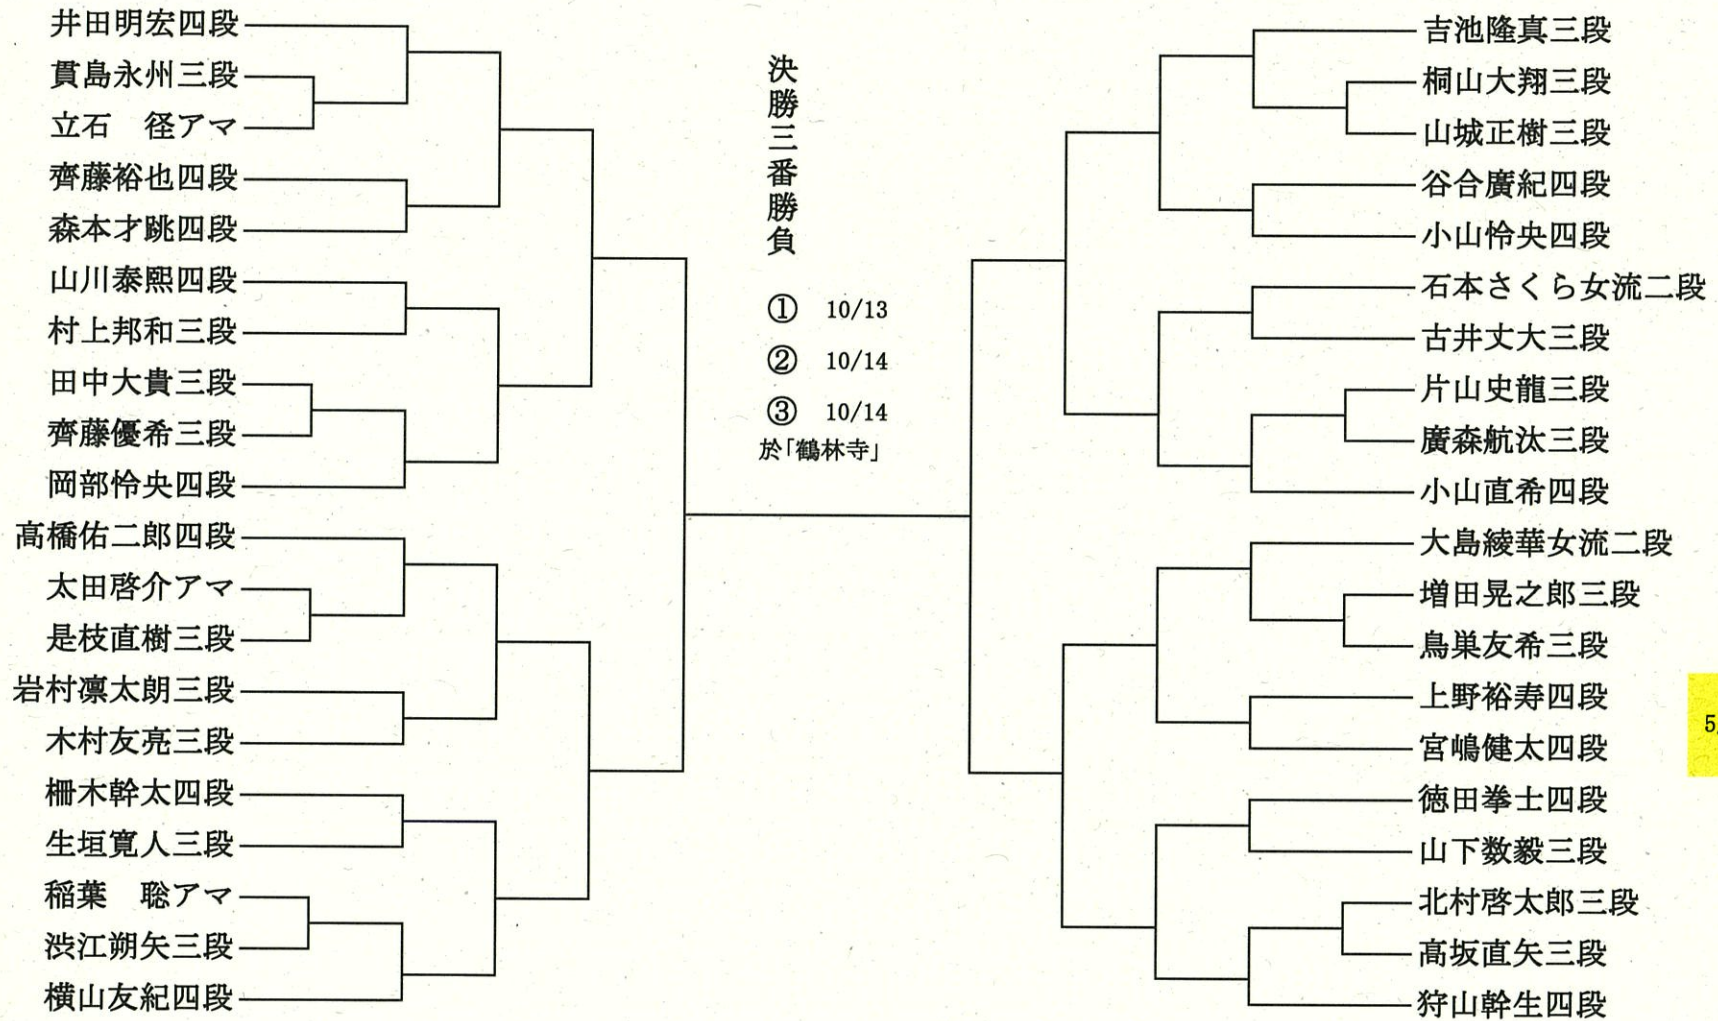 井田明宏四段
貫島永州三段
立石　径アマ
齊藤裕也四段
森本才跳四段
山川泰熙四段
村上邦和三段
田中大貴三段
齊藤優希三段
岡部怜央四段
高橋佑二郎四段
太田啓介アマ
是枝直樹三段
岩村凛太朗三段
木村友亮三段
柵木幹太四段
生垣寛人三段
稲葉　聡アマ
渋江朔矢三段
横山友紀四段
決勝三番勝負
① 10/13
② 10/14
③ 10/14
於「鶴林寺」
吉池隆真三段
桐山大翔三段
山城正樹三段
谷合廣紀四段
小山怜央四段
石本さくら女流二段
古井丈大三段
片山史龍三段
廣森航汰三段
小山直希四段
大島綾華女流二段
増田晃之郎三段
鳥巣友希三段
上野裕寿四段
宮嶋健太四段
徳田拳士四段
山下数毅三段
北村啓太郎三段
高坂直矢三段
狩山幹生四段